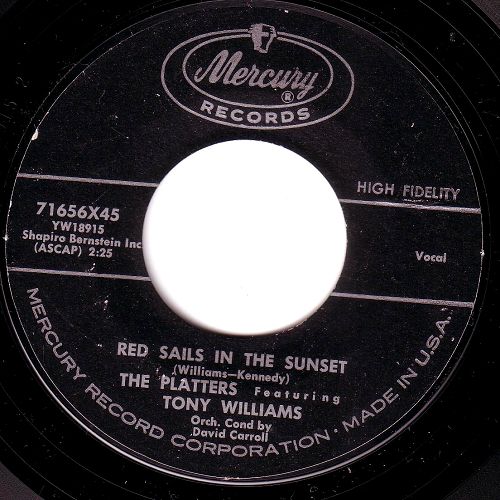 Mercury
®
RECORDS
HIGH FIDELITY
71656X45
YW18915
Shapiro Bernstein Inc
(ASCAP) 2:25
Vocal
RED SAILS IN THE SUNSET
(Williams—Kennedy)
THE PLATTERS Featuring
TONY WILLIAMS
Orch. Cond by
David Carroll
MERCURY RECORD CORPORATION · MADE IN U.S.A.